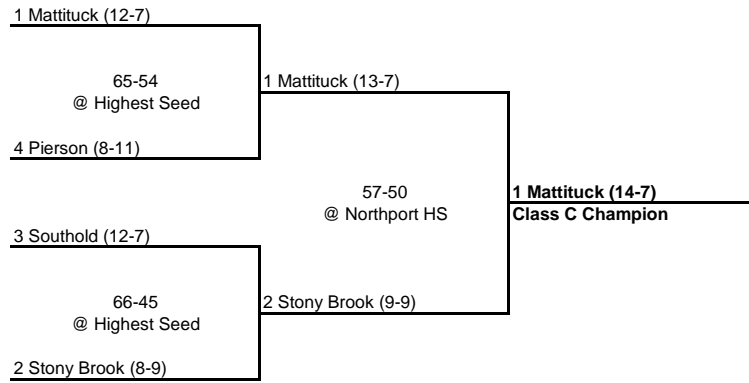 1 Mattituck (12-7)
65-54
@ Highest Seed
1 Mattituck (13-7)
4 Pierson (8-11)
57-50
@ Northport HS
1 Mattituck (14-7)
Class C Champion
3 Southold (12-7)
66-45
@ Highest Seed
2 Stony Brook (9-9)
2 Stony Brook (8-9)